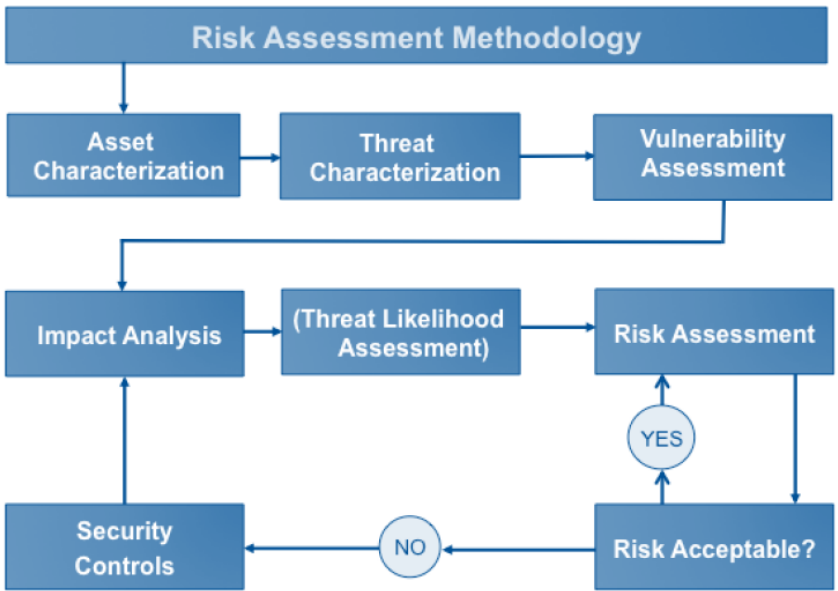 Risk Assessment Methodology
Asset
Characterization
Threat
Characterization
Vulnerability
Assessment
Impact Analysis
(Threat Likelihood
Assessment)
Risk Assessment
YES
Security
Controls
NO
Risk Acceptable?